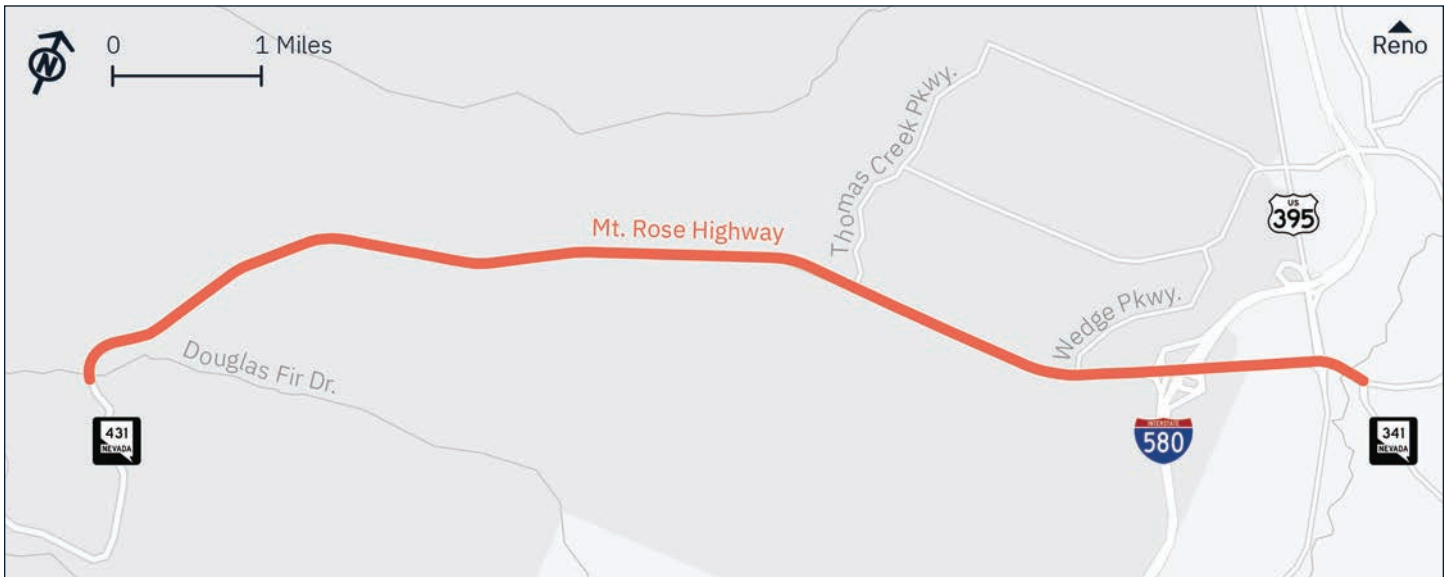 N
0 1 Miles
Reno
Thomas Creek Pkwy.
US
395
Mt. Rose Highway
Wedge Pkwy.
Douglas Fir Dr.
431
NEVADA
INTERSTATE
580
341
NEVADA